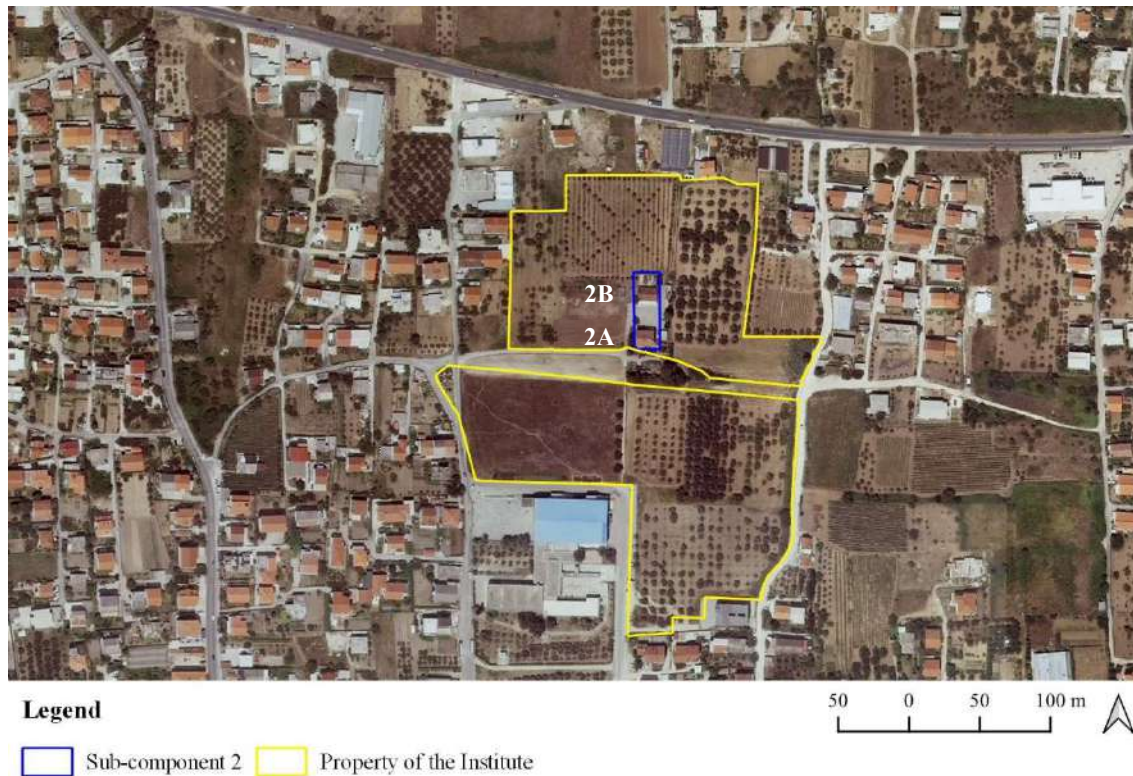 2B
2A
Legend
50 0 50 100 m
Sub-component 2 Property of the Institute